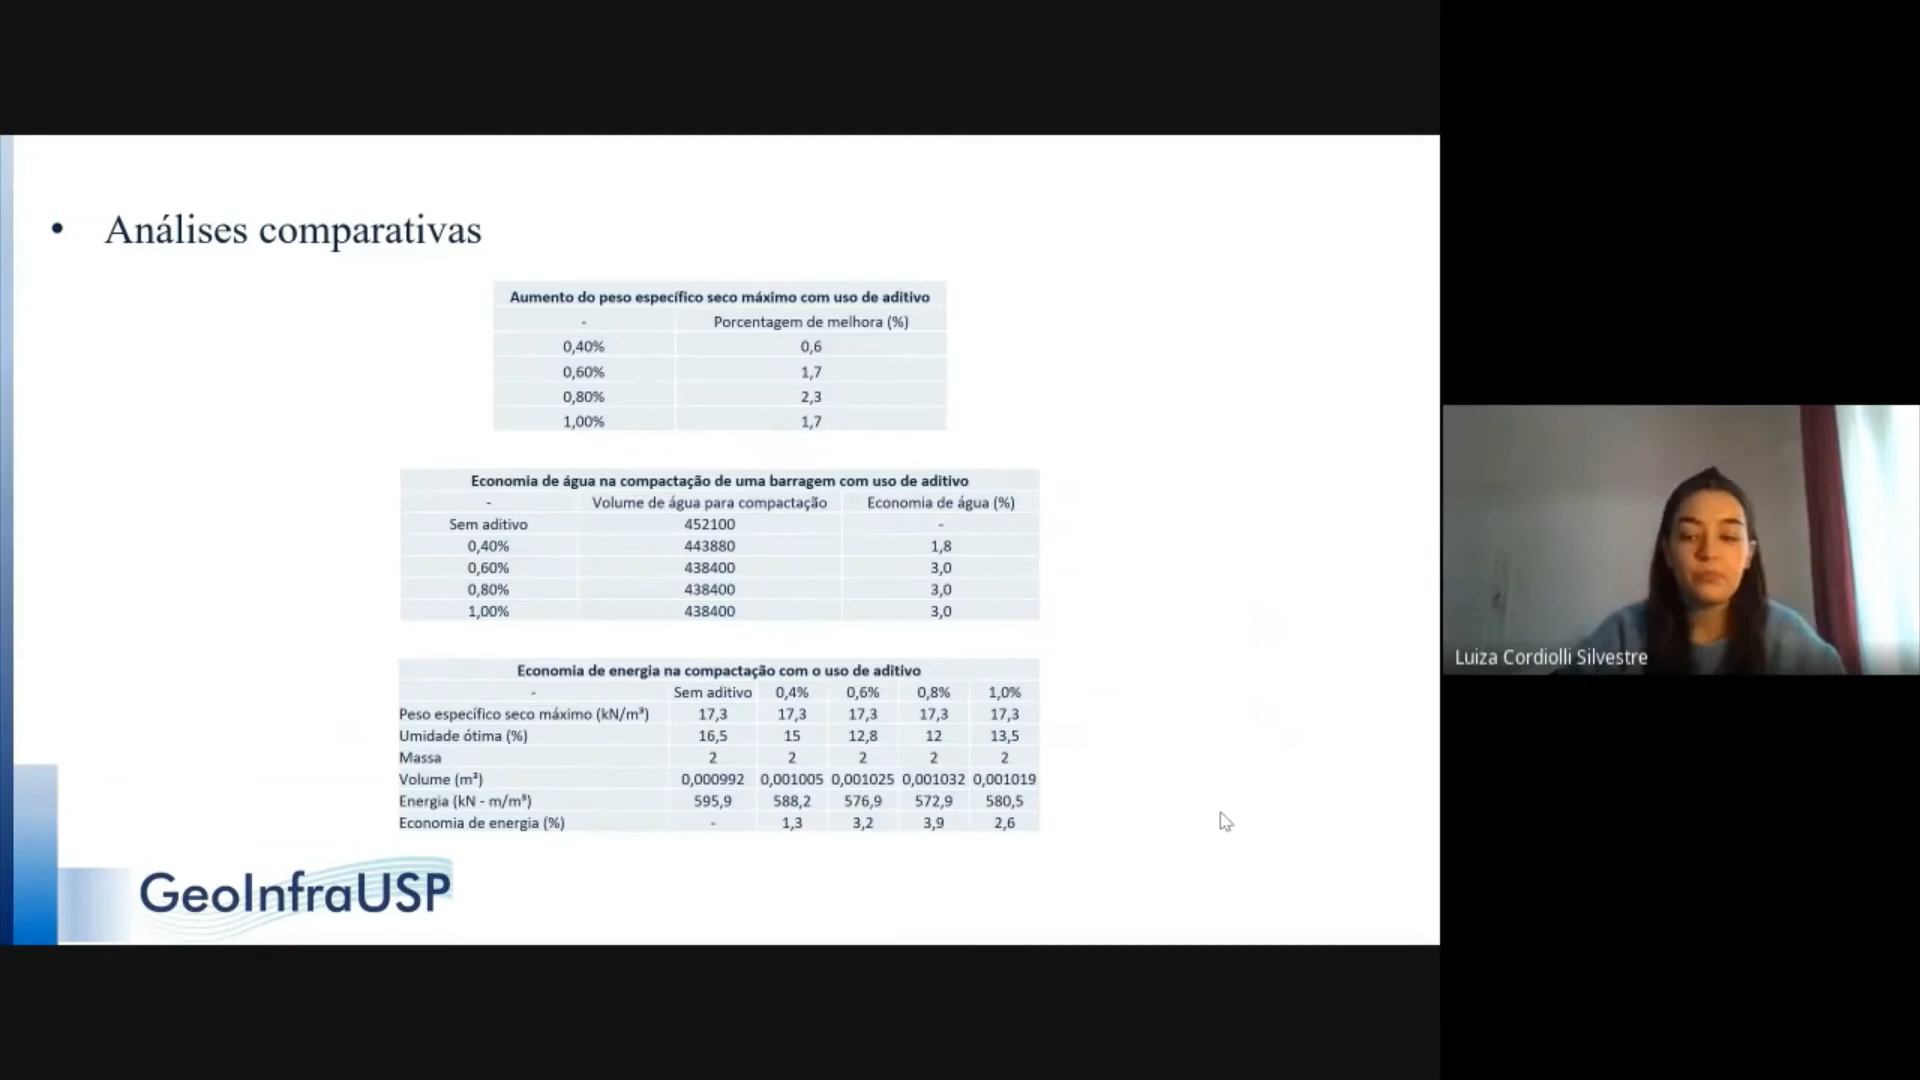 • Análises comparativas
Aumento do peso específico seco máximo com uso de aditivo
- Porcentagem de melhora (%)
0,40% 0,6
0,60% 1,7
0,80% 2,3
1,00% 1,7
Economia de água na compactação de uma barragem com uso de aditivo
- Volume de água para compactação Economia de água (%)
Sem aditivo 452100 -
0,40% 443880 1,8
0,60% 438400 3,0
0,80% 438400 3,0
1,00% 438400 3,0
Economia de energia na compactação com o uso de aditivo
- Sem aditivo 0,4% 0,6% 0,8% 1,0%
Peso específico seco máximo (kN/m³) 17,3 17,3 17,3 17,3 17,3
Umidade ótima (%) 16,5 15 12,8 12 13,5
Massa 2 2 2 2 2
Volume (m³) 0,000992 0,001005 0,001025 0,001032 0,001019
Energia (kN - m/m³) 595,9 588,2 576,9 572,9 580,5
Economia de energia (%) - 1,3 3,2 3,9 2,6
GeoInfraUSP
Luiza Cordiolli Silvestre